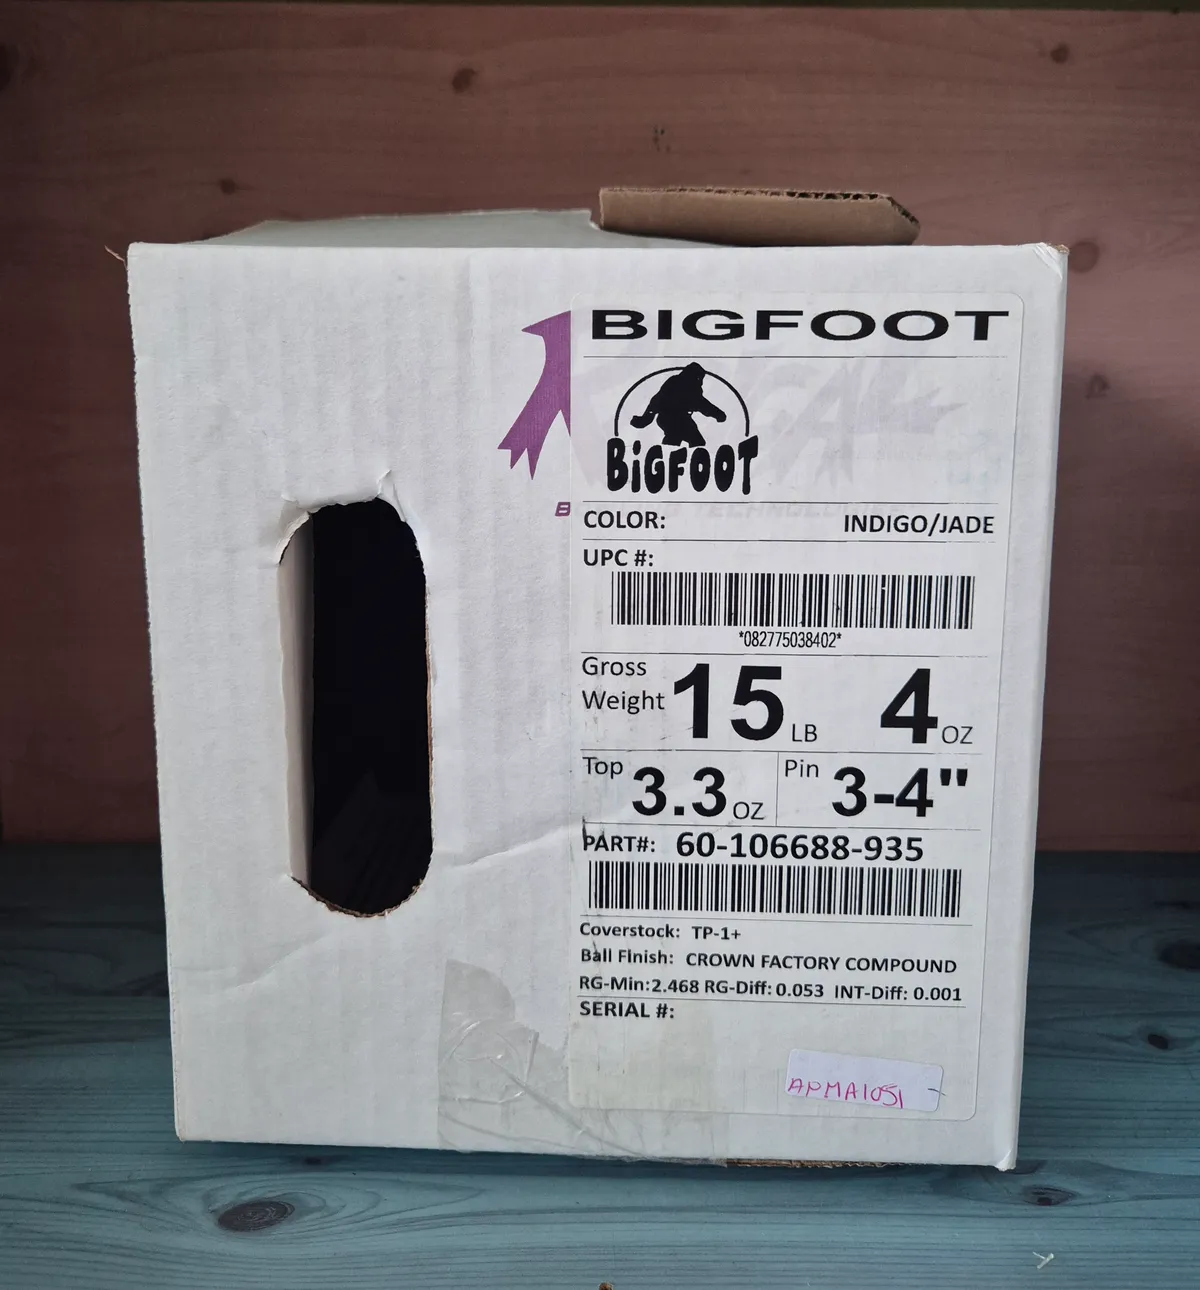 BIGFOOT
BiGFOOT
COLOR: INDIGO/JADE
UPC #:
*082775038402*
Gross Weight 15 LB 4 OZ
Top 3.3 OZ Pin 3-4"
PART#: 60-106688-935
Coverstock: TP-1+
Ball Finish: CROWN FACTORY COMPOUND
RG-Min:2.468 RG-Diff: 0.053 INT-Diff: 0.001
SERIAL #:
APMA1051